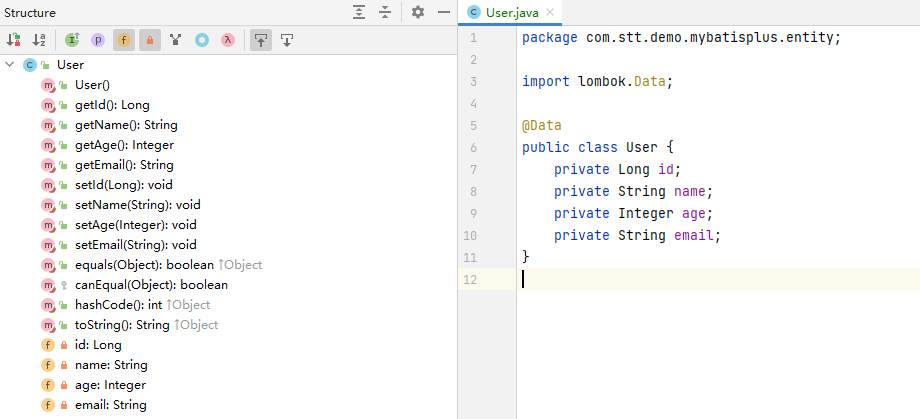 Structure
User
User()
getId(): Long
getName(): String
getAge(): Integer
getEmail(): String
setId(Long): void
setName(String): void
setAge(Integer): void
setEmail(String): void
equals(Object): boolean ↑Object
canEqual(Object): boolean
hashCode(): int ↑Object
toString(): String ↑Object
id: Long
name: String
age: Integer
email: String
User.java
1 package com.stt.demo.mybatisplus.entity;
2
3 import lombok.Data;
4
5 @Data
6 public class User {
7     private Long id;
8     private String name;
9     private Integer age;
10     private String email;
11 }
12